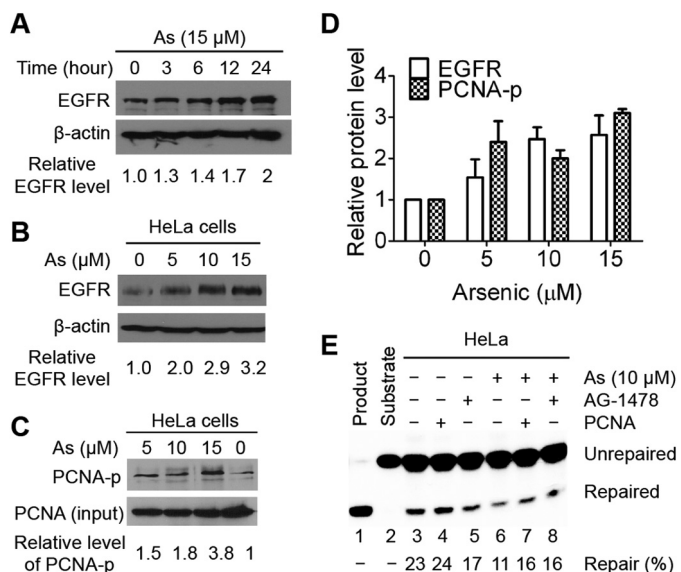 A
As (15 µM)
Time (hour) 0 3 6 12 24
EGFR
β-actin
Relative
EGFR level 1.0 1.3 1.4 1.7 2
B
HeLa cells
As (µM) 0 5 10 15
EGFR
β-actin
Relative
EGFR level 1.0 2.0 2.9 3.2
C
HeLa cells
As (µM) 5 10 15 0
PCNA-p
PCNA (input)
Relative level
of PCNA-p 1.5 1.8 3.8 1
D
EGFR
PCNA-p
Relative protein level
4
3
2
1
0
0 5 10 15
Arsenic (µM)
E
HeLa
Product
Substrate
– – – + + + As (10 µM)
– – + – – + AG-1478
– + – – + – PCNA
Unrepaired
Repaired
1 2 3 4 5 6 7 8
– – 23 24 17 11 16 16 Repair (%)